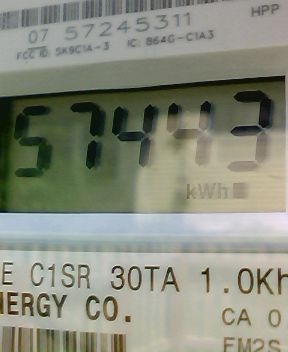 HPP
07 57245311
FCC ID: SK9C1A-3 IC: 864G-C1A3
57443
kWh
E C1SR 30TA 1.0Kh
NERGY CO.
CA 0
FM2S